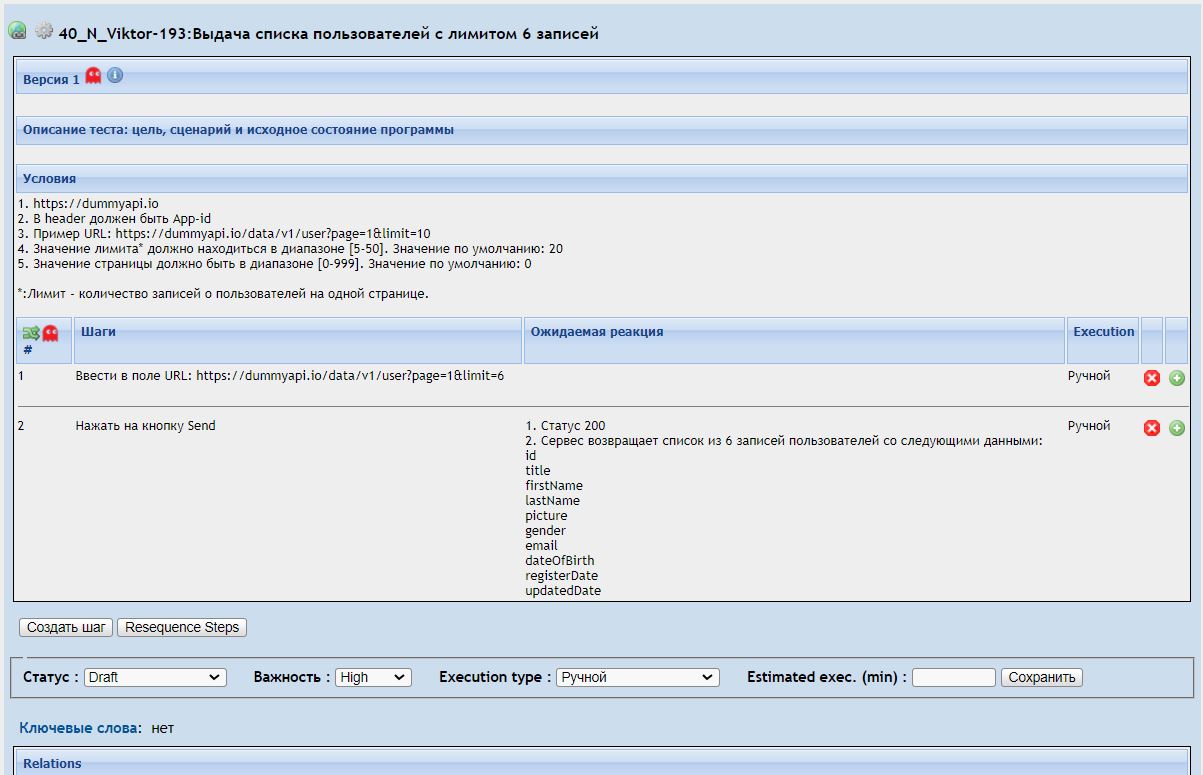 40_N_Viktor-193:Выдача списка пользователей с лимитом 6 записей
Версия 1
Описание теста: цель, сценарий и исходное состояние программы
Условия
1. https://dummyapi.io
2. В header должен быть App-id
3. Пример URL: https://dummyapi.io/data/v1/user?page=1&limit=10
4. Значение лимита* должно находиться в диапазоне [5-50]. Значение по умолчанию: 20
5. Значение страницы должно быть в диапазоне [0-999]. Значение по умолчанию: 0
*:Лимит - количество записей о пользователей на одной странице.
# Шаги Ожидаемая реакция Execution
1 Ввести в поле URL: https://dummyapi.io/data/v1/user?page=1&limit=6 Ручной
2 Нажать на кнопку Send 1. Статус 200 Ручной
2. Сервес возвращает список из 6 записей пользователей со следующими данными:
id
title
firstName
lastName
picture
gender
email
dateOfBirth
registerDate
updatedDate
Создать шаг Resequence Steps
Статус : Draft Важность : High Execution type : Ручной Estimated exec. (min) : Сохранить
Ключевые слова: нет
Relations